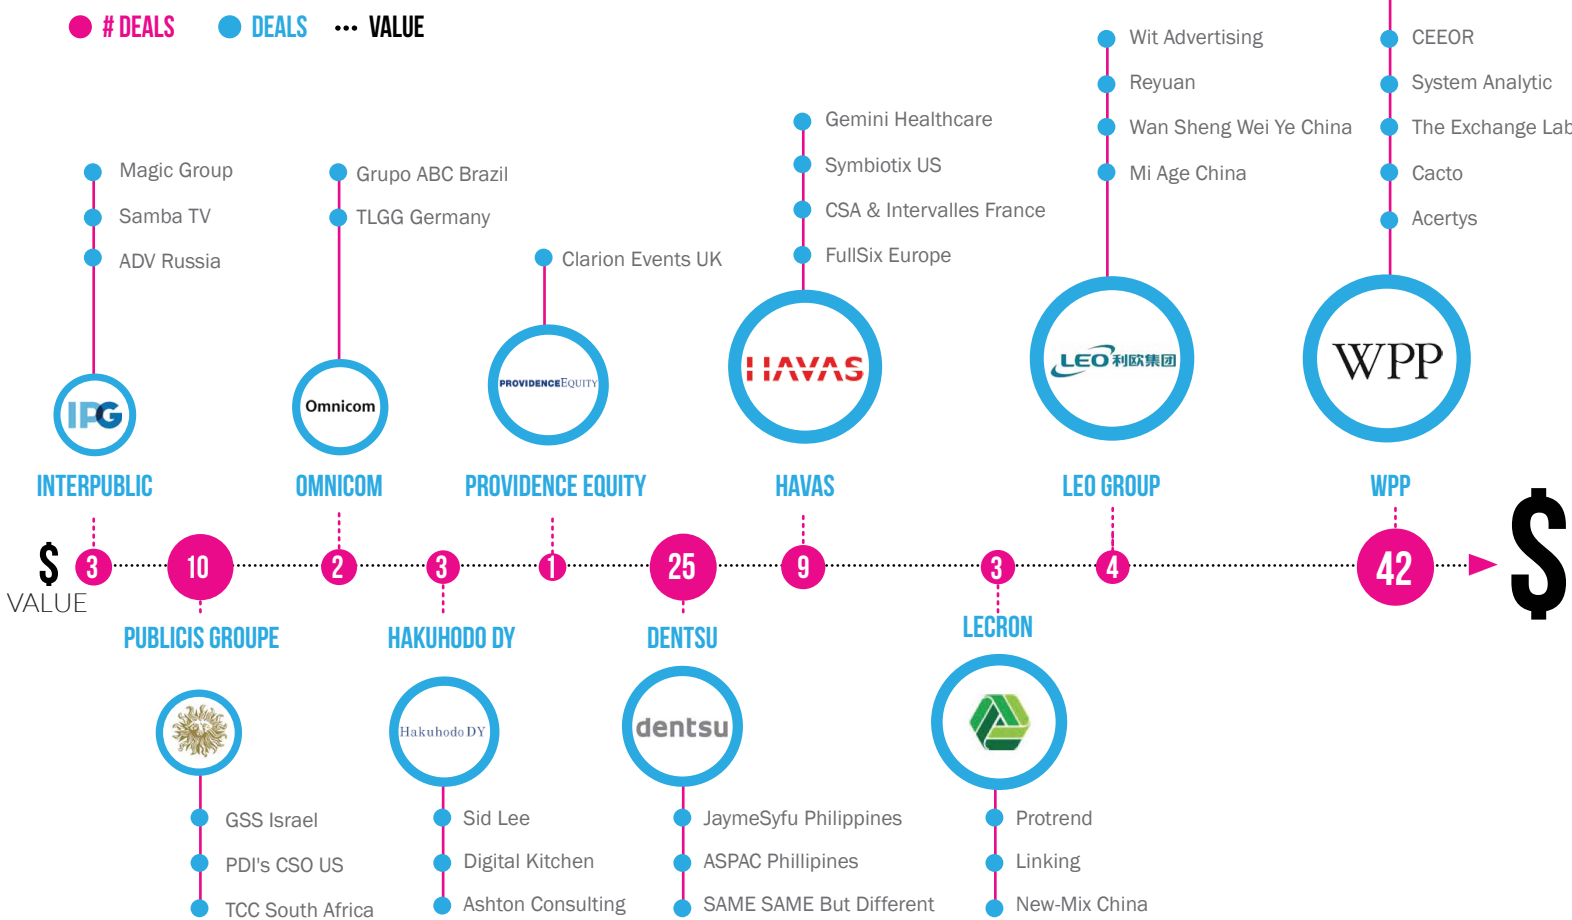 # DEALS DEALS ... VALUE
Wit Advertising
Reyuan
Wan Sheng Wei Ye China
Mi Age China
CEEOR
System Analytic
The Exchange Lab
Cacto
Acertys
Gemini Healthcare
Symbiotix US
CSA & Intervalles France
FullSix Europe
Magic Group
Samba TV
ADV Russia
Grupo ABC Brazil
TLGG Germany
Clarion Events UK
IPG
Omnicom
PROVIDENCE EQUITY
HAVAS
LEO 利欧集团
WPP
INTERPUBLIC
OMNICOM
PROVIDENCE EQUITY
HAVAS
LEO GROUP
WPP
$ 3 10 2 3 1 25 9 3 4 42 $
VALUE
PUBLICIS GROUPE
HAKUHODO DY
DENTSU
LECRON
Hakuhodo DY
dentsu
GSS Israel
PDI's CSO US
TCC South Africa
Sid Lee
Digital Kitchen
Ashton Consulting
JaymeSyfu Philippines
ASPAC Phillipines
SAME SAME But Different
Protrend
Linking
New-Mix China